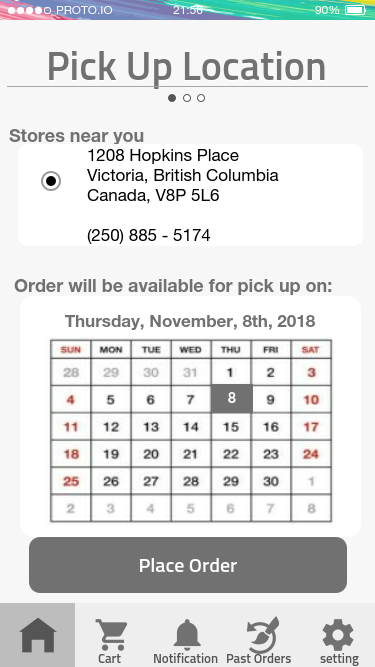 PROTO.IO 21:56 90%
Pick Up Location
Stores near you
1208 Hopkins Place
Victoria, British Columbia
Canada, V8P 5L6
(250) 885 - 5174
Order will be available for pick up on:
Thursday, November, 8th, 2018
SUN MON TUE WED THU FRI SAT
28 29 30 31 1 2 3
4 5 6 7 8 9 10
11 12 13 14 15 16 17
18 19 20 21 22 23 24
25 26 27 28 29 30 1
2 3 4 5 6 7 8
Place Order
Cart Notification Past Orders setting